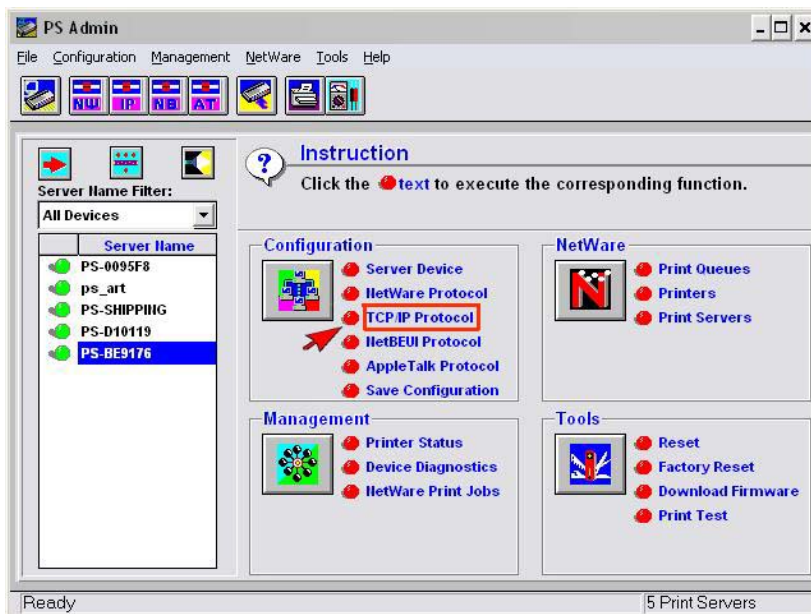 PS Admin
File Configuration Management NetWare Tools Help
NW IP NB AT
Instruction
Click the text to execute the corresponding function.
Server Name Filter:
All Devices
Server Name
PS-0095F8
ps_art
PS-SHIPPING
PS-D10119
PS-BE9176
Configuration
Server Device
NetWare Protocol
TCP/IP Protocol
NetBEUI Protocol
AppleTalk Protocol
Save Configuration
NetWare
N
Print Queues
Printers
Print Servers
Management
Printer Status
Device Diagnostics
NetWare Print Jobs
Tools
Reset
Factory Reset
Download Firmware
Print Test
Ready
5 Print Servers